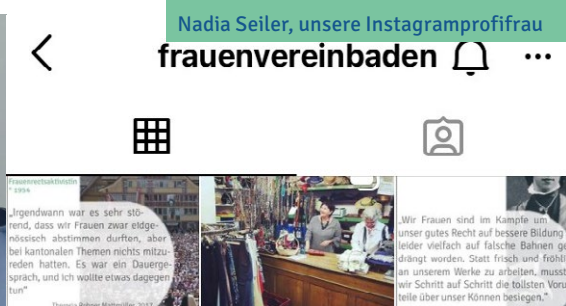 Nadia Seiler, unsere Instagramprofifrau
frauenvereinbaden
Frauenrechtsaktivistin
* 1954
„Irgendwann war es sehr stö-
rend, dass wir Frauen zwar eidge-
nössisch abstimmen durften, aber
bei kantonalen Themen nichts mitzu-
reden hatten. Es war ein Dauerge-
spräch, und ich wollte etwas dagegen
tun“
„Wir Frauen sind im Kampfe um
unser gutes Recht auf bessere Bildung
leider vielfach auf falsche Bahnen ge
drängt worden. Statt frisch und fröhli
an unserem Werke zu arbeiten, musst
wir Schritt auf Schritt die tollsten Voru
teile über unser Können besiegen.“